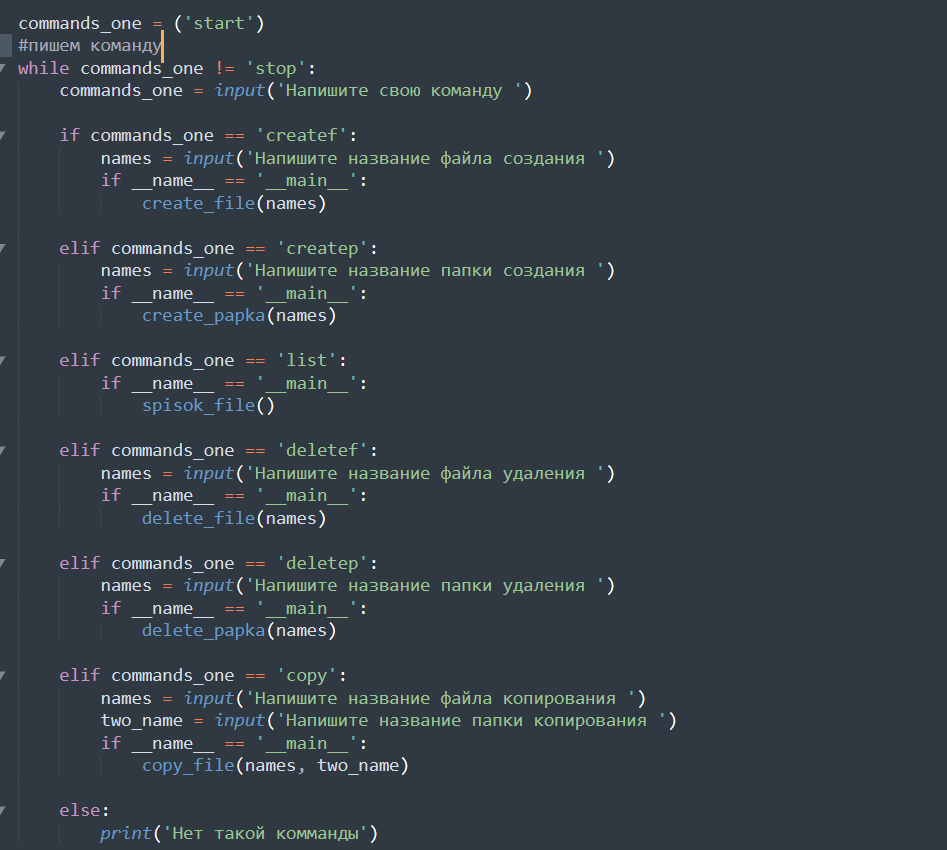 commands_one = ('start')
#пишем команду
while commands_one != 'stop':
    commands_one = input('Напишите свою команду ')
    if commands_one == 'createf':
        names = input('Напишите название файла создания ')
        if __name__ == '__main__':
            create_file(names)
    elif commands_one == 'createp':
        names = input('Напишите название папки создания ')
        if __name__ == '__main__':
            create_papka(names)
    elif commands_one == 'list':
        if __name__ == '__main__':
            spisok_file()
    elif commands_one == 'deletef':
        names = input('Напишите название файла удаления ')
        if __name__ == '__main__':
            delete_file(names)
    elif commands_one == 'deletep':
        names = input('Напишите название папки удаления ')
        if __name__ == '__main__':
            delete_papka(names)
    elif commands_one == 'copy':
        names = input('Напишите название файла копирования ')
        two_name = input('Напишите название папки копирования ')
        if __name__ == '__main__':
            copy_file(names, two_name)
    else:
        print('Нет такой комманды')